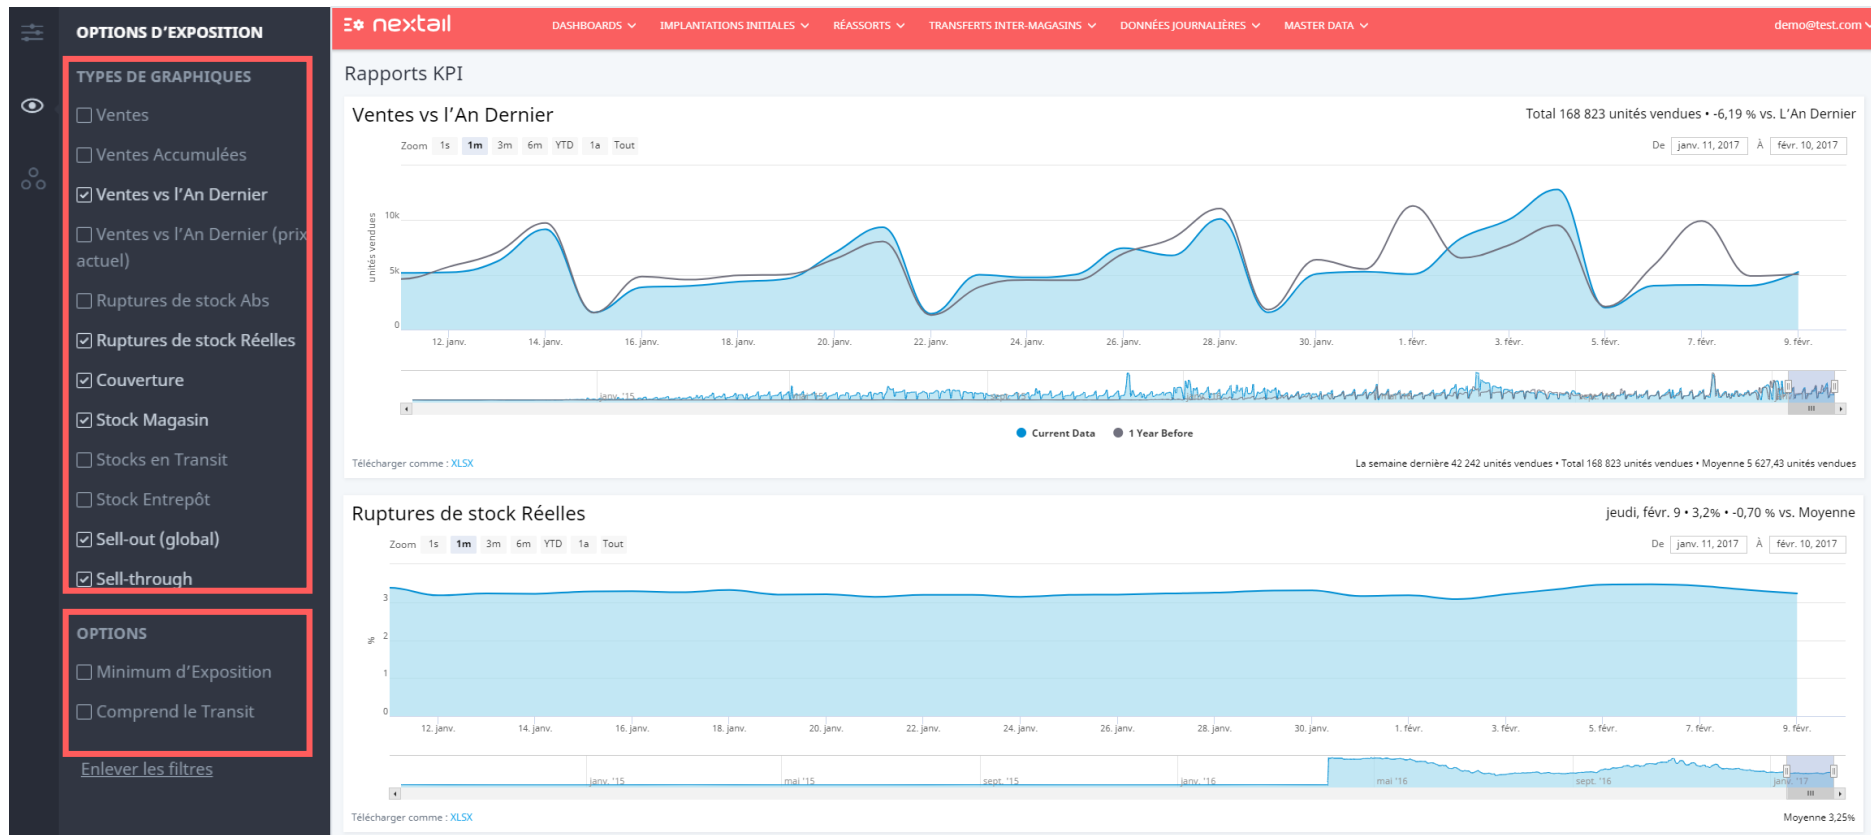 OPTIONS D'EXPOSITION
TYPES DE GRAPHIQUES
Ventes
Ventes Accumulées
Ventes vs l'An Dernier
Ventes vs l'An Dernier (prix
actuel)
Ruptures de stock Abs
Ruptures de stock Réelles
Couverture
Stock Magasin
Stocks en Transit
Stock Entrepôt
Sell-out (global)
Sell-through
OPTIONS
Minimum d'Exposition
Comprend le Transit
Enlever les filtres
nextail DASHBOARDS IMPLANTATIONS INITIALES RÉASSORTS TRANSFERTS INTER-MAGASINS DONNÉES JOURNALIÈRES MASTER DATA demo@test.com
Rapports KPI
Ventes vs l'An Dernier Total 168 823 unités vendues • -6,19 % vs. L'An Dernier
Zoom 1s 1m 3m 6m YTD 1a Tout De janv. 11, 2017 À févr. 10, 2017
unités vendues
10k
5k
0
12. janv. 14. janv. 16. janv. 18. janv. 20. janv. 22. janv. 24. janv. 26. janv. 28. janv. 30. janv. 1. févr. 3. févr. 5. févr. 7. févr. 9. févr.
janv. '15
Current Data 1 Year Before
Télécharger comme : XLSX La semaine dernière 42 242 unités vendues • Total 168 823 unités vendues • Moyenne 5 627,43 unités vendues
Ruptures de stock Réelles jeudi, févr. 9 • 3,2% • -0,70 % vs. Moyenne
Zoom 1s 1m 3m 6m YTD 1a Tout De janv. 11, 2017 À févr. 10, 2017
%
3
2
1
0
12. janv. 14. janv. 16. janv. 18. janv. 20. janv. 22. janv. 24. janv. 26. janv. 28. janv. 30. janv. 1. févr. 3. févr. 5. févr. 7. févr. 9. févr.
janv. '15 mai '15 sept. '15 janv. '16 mai '16 sept. '16 janv. '17
Télécharger comme : XLSX Moyenne 3,25%